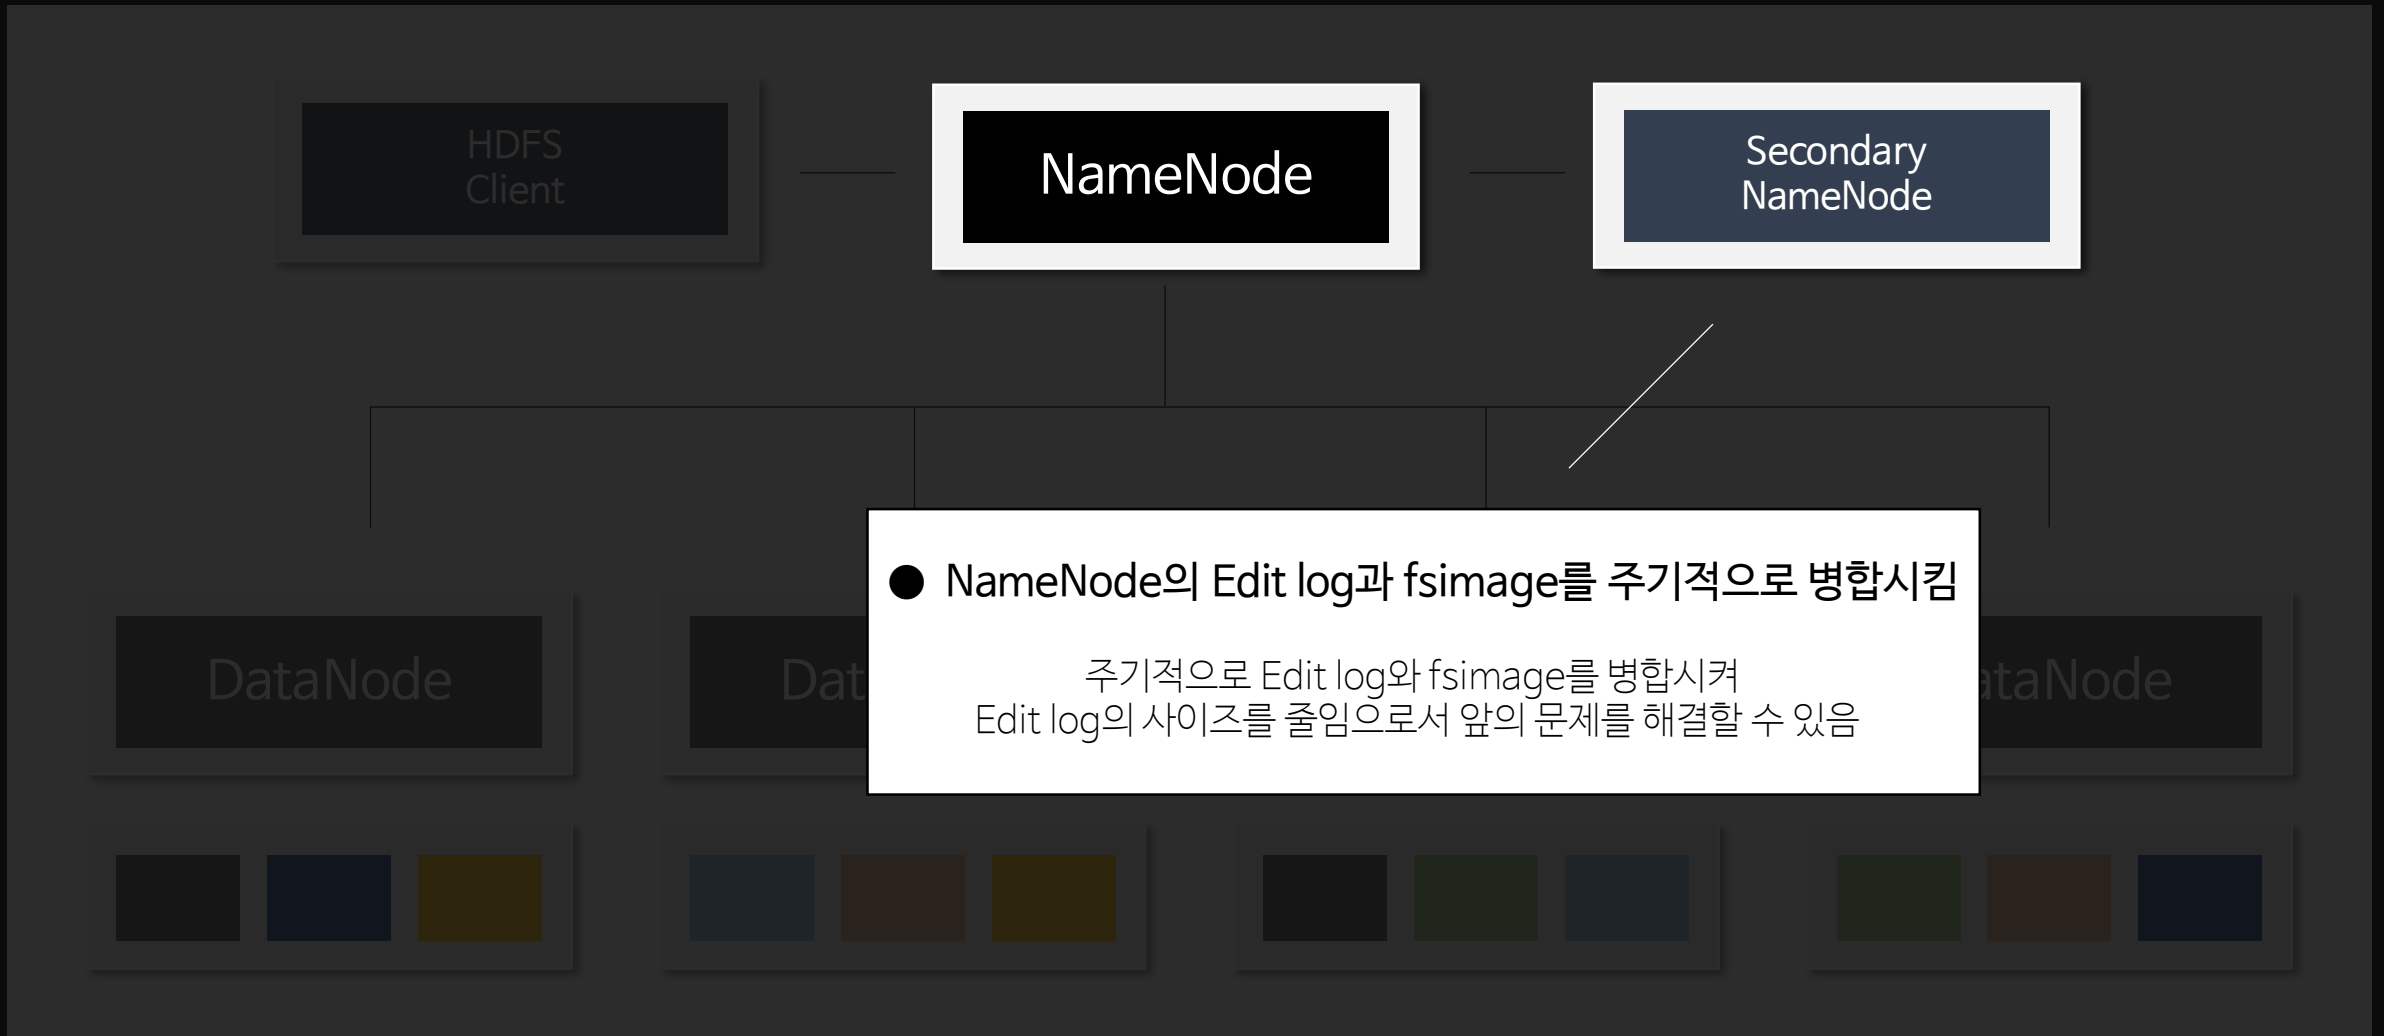 HDFS
Client
NameNode
Secondary
NameNode
● NameNode의 Edit log과 fsimage를 주기적으로 병합시킴
주기적으로 Edit log와 fsimage를 병합시켜
Edit log의 사이즈를 줄임으로서 앞의 문제를 해결할 수 있음
DataNode
Dat
ataNode